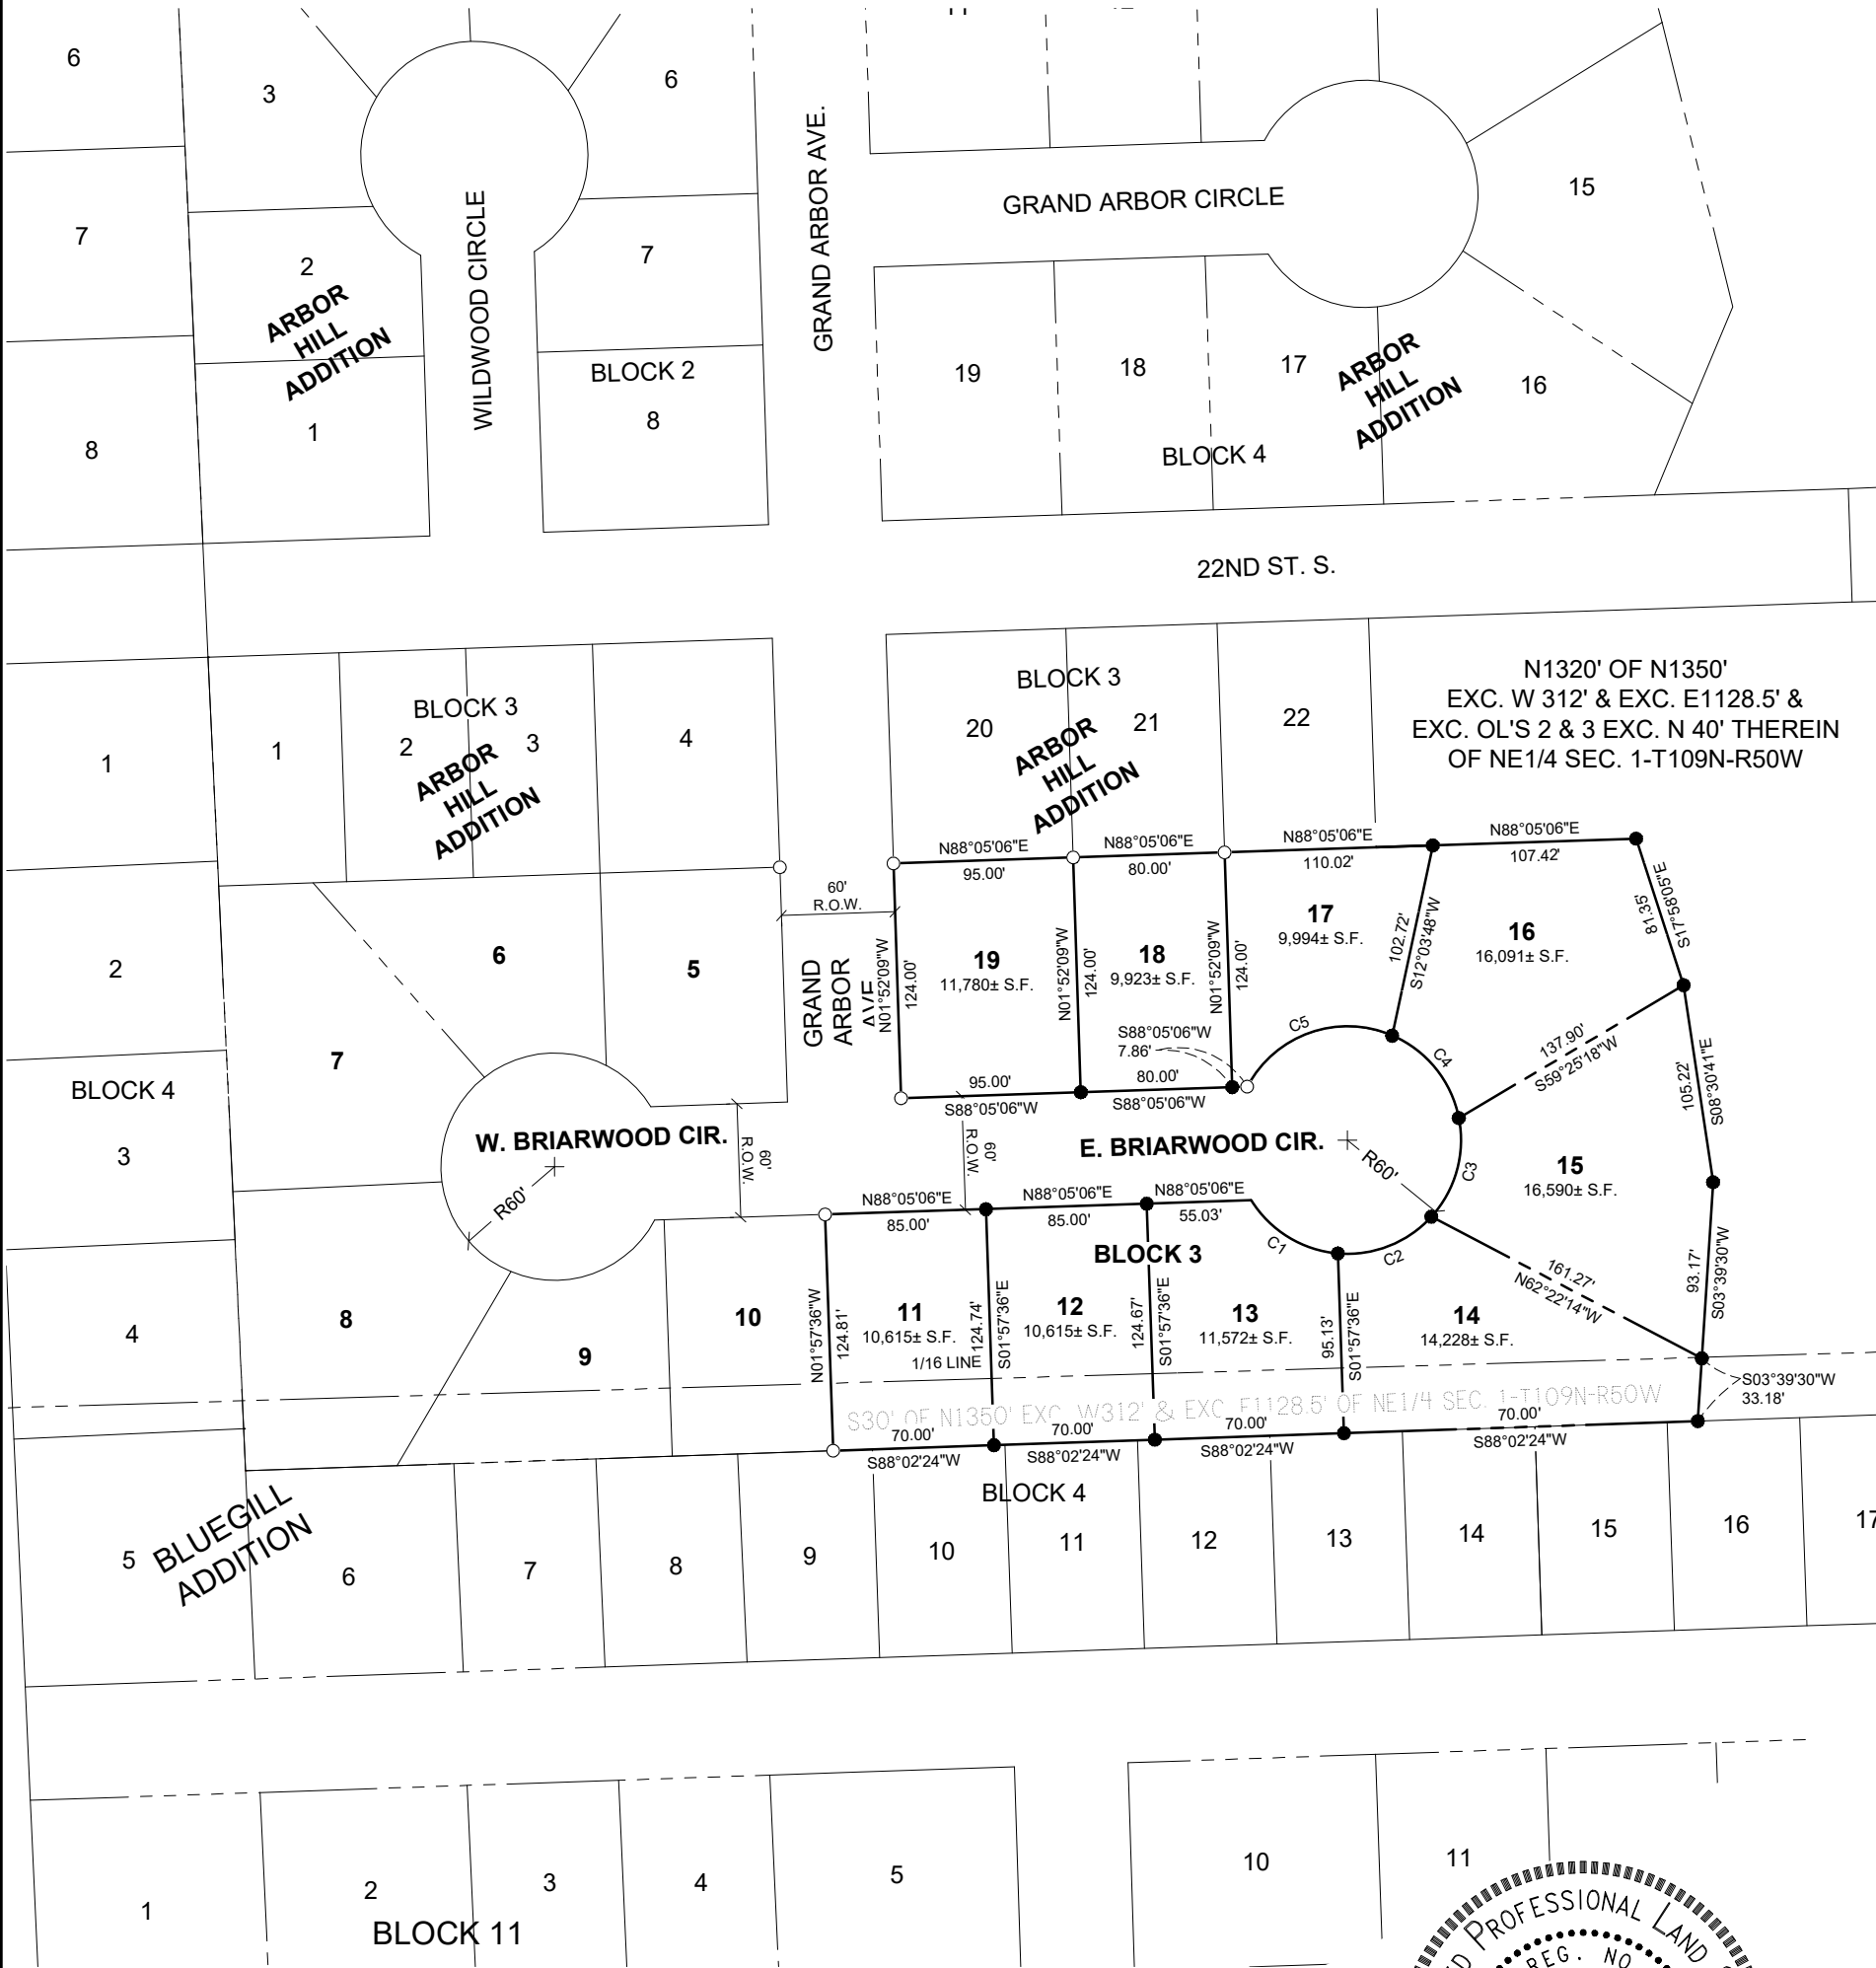 6
3
6
7
2
7
15
ARBOR
HILL
ADDITION
WILDWOOD CIRCLE
GRAND ARBOR AVE.
GRAND ARBOR CIRCLE
BLOCK 2
8
1
8
19
18
17
16
ARBOR
HILL
ADDITION
BLOCK 4
22ND ST. S.
1
1
BLOCK 3
2
3
4
ARBOR
HILL
ADDITION
BLOCK 3
20
21
22
ARBOR
HILL
ADDITION
N1320' OF N1350'
EXC. W 312' & EXC. E1128.5' &
EXC. OL'S 2 & 3 EXC. N 40' THEREIN
OF NE1/4 SEC. 1-T109N-R50W
N88°05'06"E
95.00'
N88°05'06"E
80.00'
N88°05'06"E
110.02'
N88°05'06"E
107.42'
60'
R.O.W.
2
6
5
7
GRAND
ARBOR
AVE
N01°52'09"W
124.00'
19
11,780± S.F.
N01°52'09"W
124.00'
18
9,923± S.F.
N01°52'09"W
124.00'
17
9,994± S.F.
102.72'
S12°03'48"W
16
16,091± S.F.
81.35'
S17°58'05"E
S88°05'06"W
7.86'
C5
C4
137.90'
S59°25'18"W
105.22'
S08°30'41"E
95.00'
S88°05'06"W
80.00'
S88°05'06"W
BLOCK 4
3
W. BRIARWOOD CIR.
R60'
60'
R.O.W.
60'
R.O.W.
E. BRIARWOOD CIR.
R60'
C3
15
16,590± S.F.
N88°05'06"E
85.00'
N88°05'06"E
85.00'
N88°05'06"E
55.03'
C1
C2
BLOCK 3
161.27'
N62°22'14"W
93.17'
S03°39'30"W
4
8
9
10
N01°57'36"W
124.81'
11
10,615± S.F.
1/16 LINE
124.74'
S01°57'36"E
12
10,615± S.F.
124.67'
S01°57'36"E
13
11,572± S.F.
95.13'
S01°57'36"E
14
14,228± S.F.
S03°39'30"W
33.18'
S30' OF N1350' EXC. W312' & EXC. E1128.5' OF NE1/4 SEC. 1-T109N-R50W
70.00'
S88°02'24"W
70.00'
S88°02'24"W
70.00'
S88°02'24"W
70.00'
S88°02'24"W
BLOCK 4
BLUEGILL
ADDITION
5
6
7
8
9
10
11
12
13
14
15
16
17
1
2
3
4
5
10
11
BLOCK 11
PROFESSIONAL LAND
REG. NO